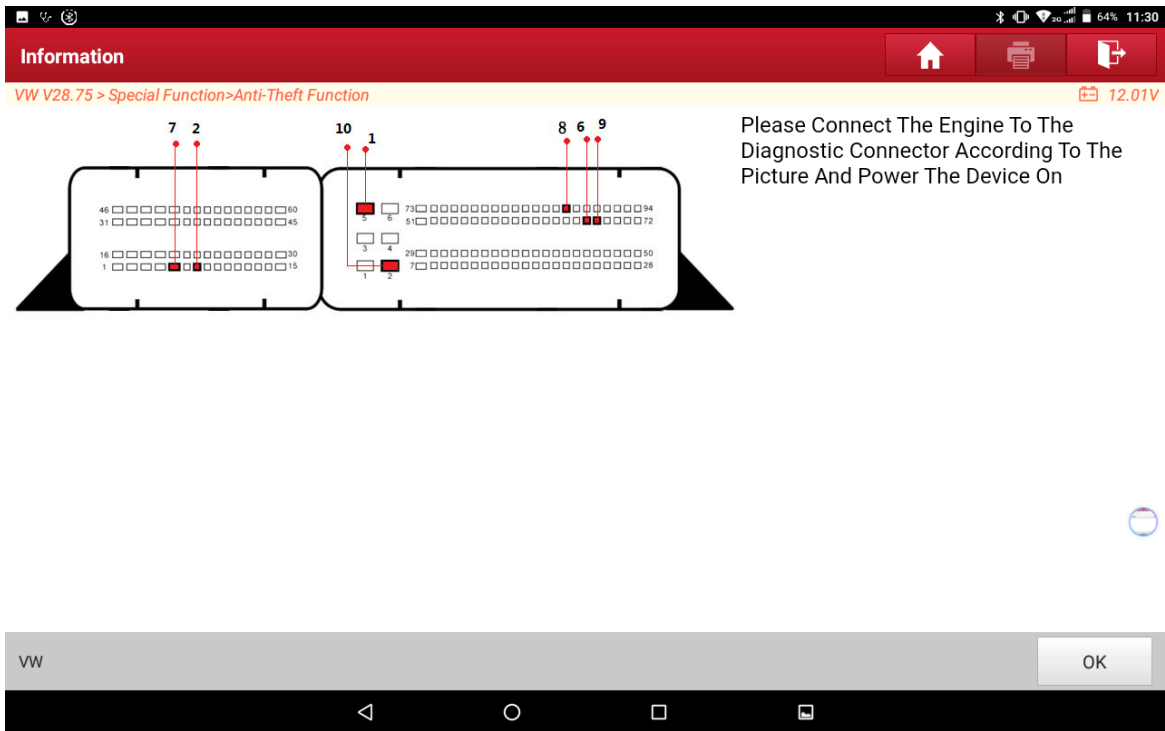 2G 64% 11:30
Information
VW V28.75 > Special Function>Anti-Theft Function 12.01V
7 2 10 1 8 6 9
Please Connect The Engine To The
Diagnostic Connector According To The
Picture And Power The Device On
46 60 5 6 73 94
31 45 51 72
3 4
16 30 29 50
1 15 1 2 7 28
VW OK